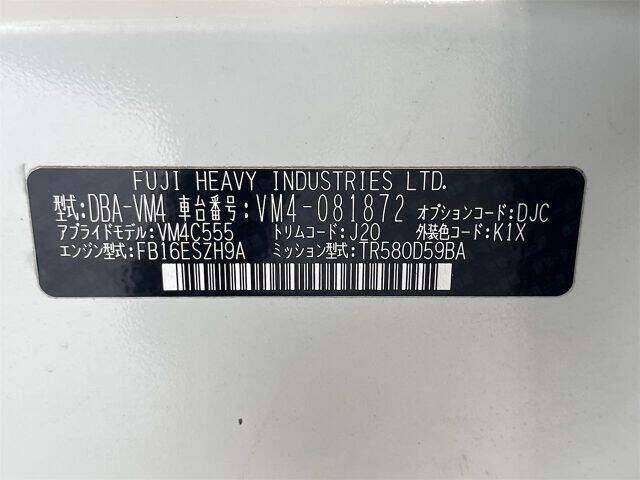 FUJI HEAVY INDUSTRIES LTD.
型式:DBA-VM4 車台番号:VM4-081872 オプションコード:DJC
アプライドモデル:VM4C555 トリムコード:J20 外装色コード:K1X
エンジン型式:FB16ESZH9A ミッション型式:TR580D59BA